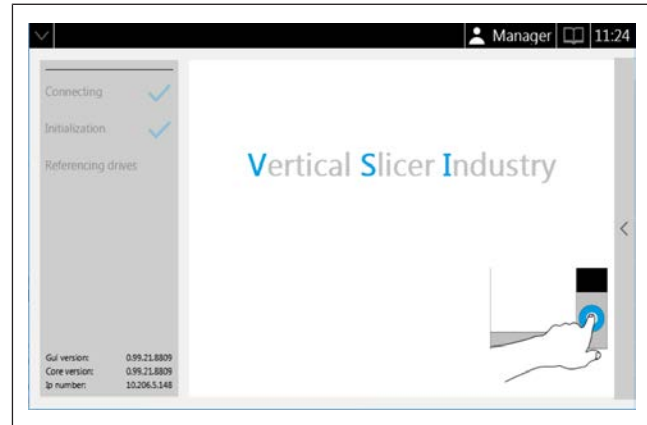 Manager 11:24
Connecting
Initialization
Referencing drives
Vertical Slicer Industry
Gui version: 0.99.21.8809
Core version: 0.99.21.8809
Ip number: 10.206.5.148